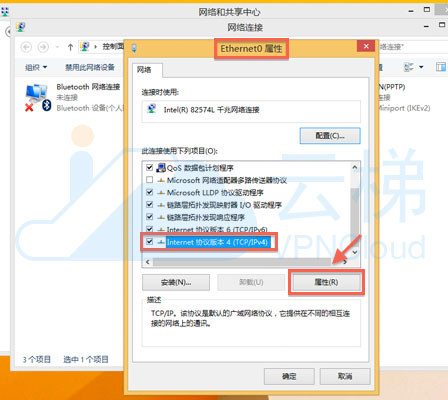 网络和共享中心
网络连接
控制面
络连接"
组织
禁用此网络设备
Bluetooth 网络连接
未连接
Bluetooth 设备(个人
N(PPTP)
Miniport (IKEv2)
Ethernet0 属性
网络
连接时使用:
Intel(R) 82574L 千兆网络连接
配置(C)...
此连接使用下列项目(O):
QoS 数据包计划程序
Microsoft 网络适配器多路传送器协议
Microsoft LLDP 协议驱动程序
链路层拓扑发现映射器 I/O 驱动程序
链路层拓扑发现响应程序
Internet 协议版本 6 (TCP/IPv6)
Internet 协议版本 4 (TCP/IPv4)
安装(N)...
卸载(U)
属性(R)
描述
TCP/IP。该协议是默认的广域网络协议，它提供在不同的相互连接的网络上的通讯。
确定
取消
3 个项目
选中 1 个项目
云梯
VPNCloud